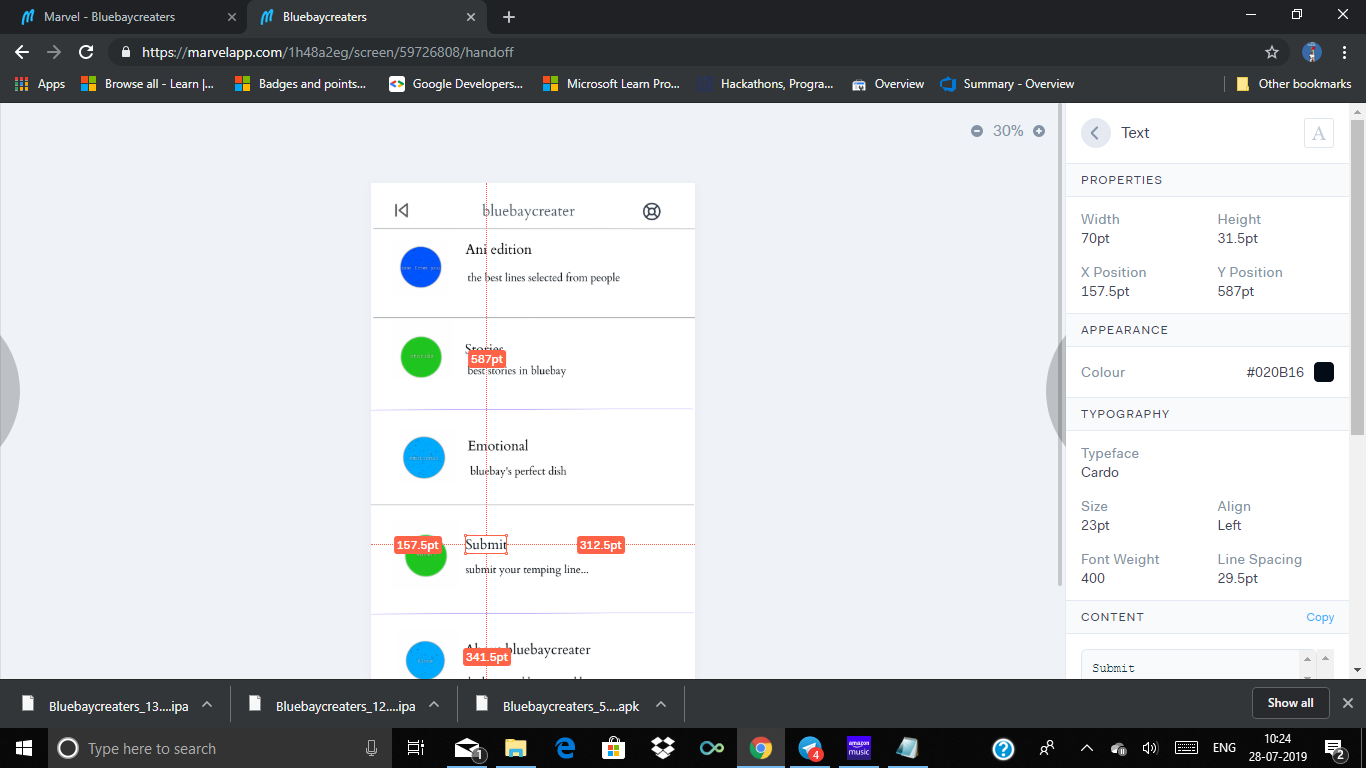 Marvel - Bluebaycreaters
Bluebaycreaters
https://marvelapp.com/1h48a2eg/screen/59726808/handoff
Apps
Browse all - Learn |...
Badges and points...
Google Developers...
Microsoft Learn Pro...
Hackathons, Progra...
Overview
Summary - Overview
Other bookmarks
30%
Text
A
PROPERTIES
Width
Height
70pt
31.5pt
X Position
Y Position
157.5pt
587pt
APPEARANCE
Colour
#020B16
TYPOGRAPHY
Typeface
Cardo
Size
Align
23pt
Left
Font Weight
Line Spacing
400
29.5pt
CONTENT
Copy
Submit
bluebaycreater
Ani edition
the best lines selected from people
Stories
587pt
best stories in bluebay
Emotional
bluebay's perfect dish
157.5pt
Submit
312.5pt
submit your temping line...
bluebaycreater
341.5pt
Bluebaycreaters_13....ipa
Bluebaycreaters_12....ipa
Bluebaycreaters_5....apk
Show all
Type here to search
1
4
amazon music
ENG
10:24
28-07-2019
2